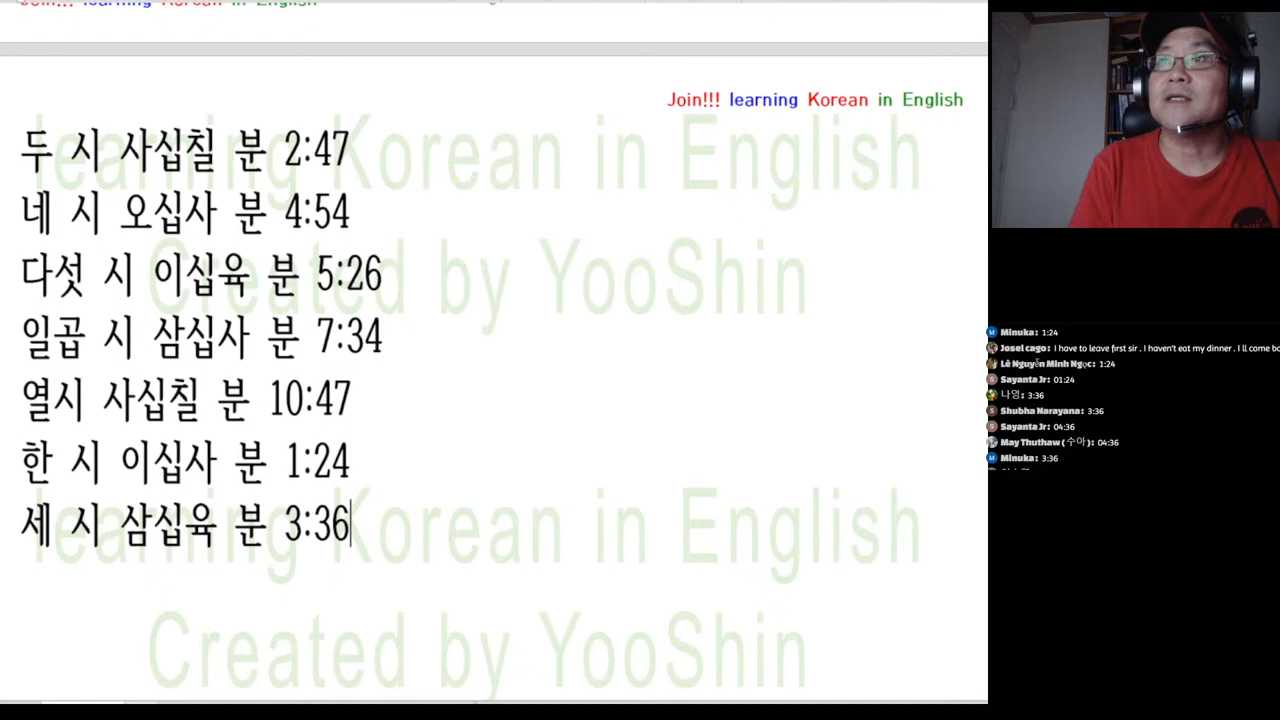 Join!!! learning Korean in English
Join!!! learning Korean in English
두 시 사십칠 분 2:47
네 시 오십사 분 4:54
다섯 시 이십육 분 5:26
일곱 시 삼십사 분 7:34
열시 사십칠 분 10:47
한 시 이십사 분 1:24
세 시 삼십육 분 3:36
learning Korean in English
Created by YooShin
learning Korean in English
Created by YooShin
Minuka: 1:24
Josel cago: I have to leave first sir . I haven't eat my dinner . I ll come
Lê Nguyễn Minh Ngọc: 1:24
Sayanta Jr: 01:24
나영: 3:36
Shubha Narayana: 3:36
Sayanta Jr: 04:36
May Thuthaw ( 수아 ): 04:36
Minuka: 3:36